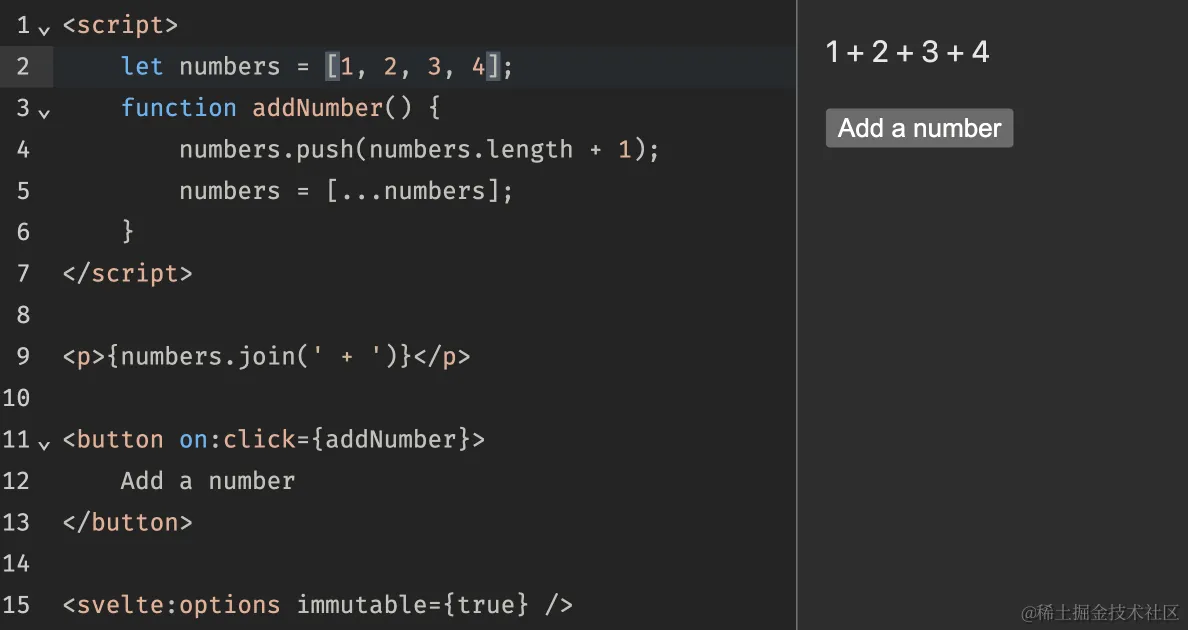 1 <script>
2 let numbers = [1, 2, 3, 4];
3 function addNumber() {
4 numbers.push(numbers.length + 1);
5 numbers = [...numbers];
6 }
7 </script>
8
9 <p>{numbers.join(' + ')}</p>
10
11 <button on:click={addNumber}>
12 Add a number
13 </button>
14
15 <svelte:options immutable={true} />
1 + 2 + 3 + 4
Add a number
@稀土掘金技术社区